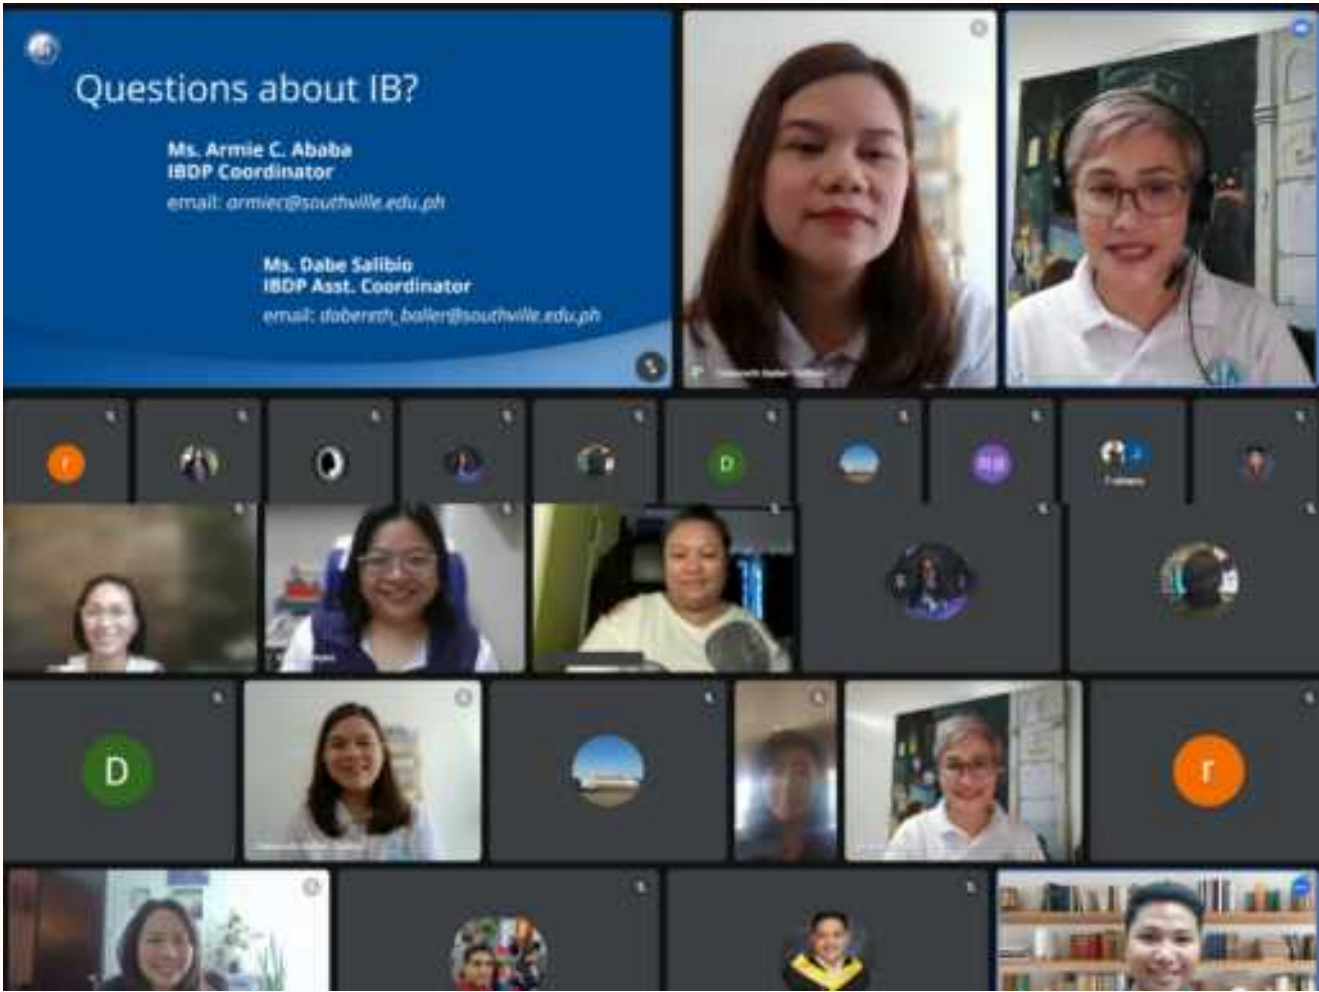 Questions about IB?
Ms. Armie C. Ababa
IBDP Coordinator
email: armiec@southville.edu.ph
Ms. Dabe Salibio
IBDP Asst. Coordinator
email: dabereth_baller@southville.edu.ph
r
D
D
r